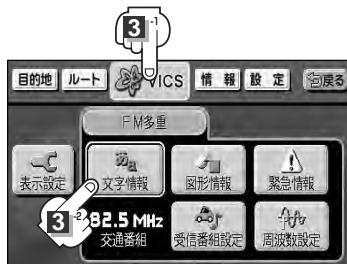 3 -1
目的地 ルート VICS 情報 設定 戻る
FM多重
表示設定 文字情報 図形情報 緊急情報
3 -2 82.5 MHz
交通番組 受信番組設定 周波数設定